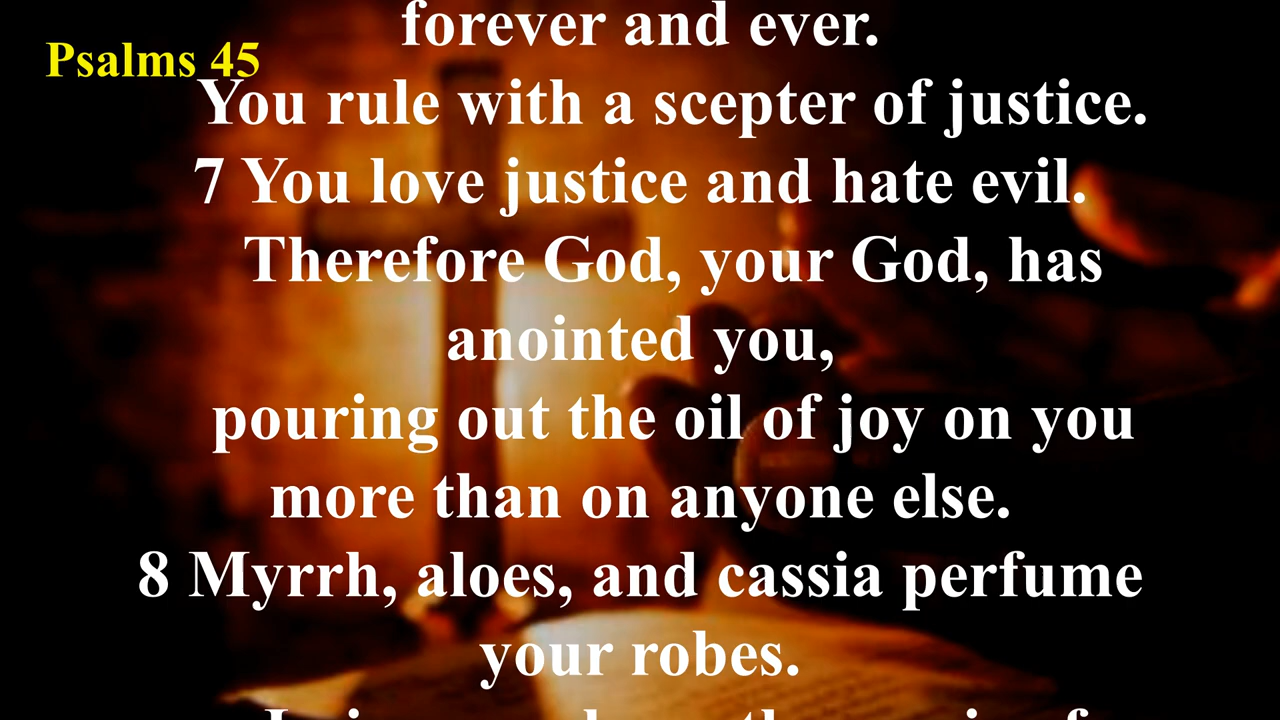 forever and ever.
Psalms 45
You rule with a scepter of justice.
7 You love justice and hate evil.
Therefore God, your God, has
anointed you,
pouring out the oil of joy on you
more than on anyone else.
8 Myrrh, aloes, and cassia perfume
your robes.